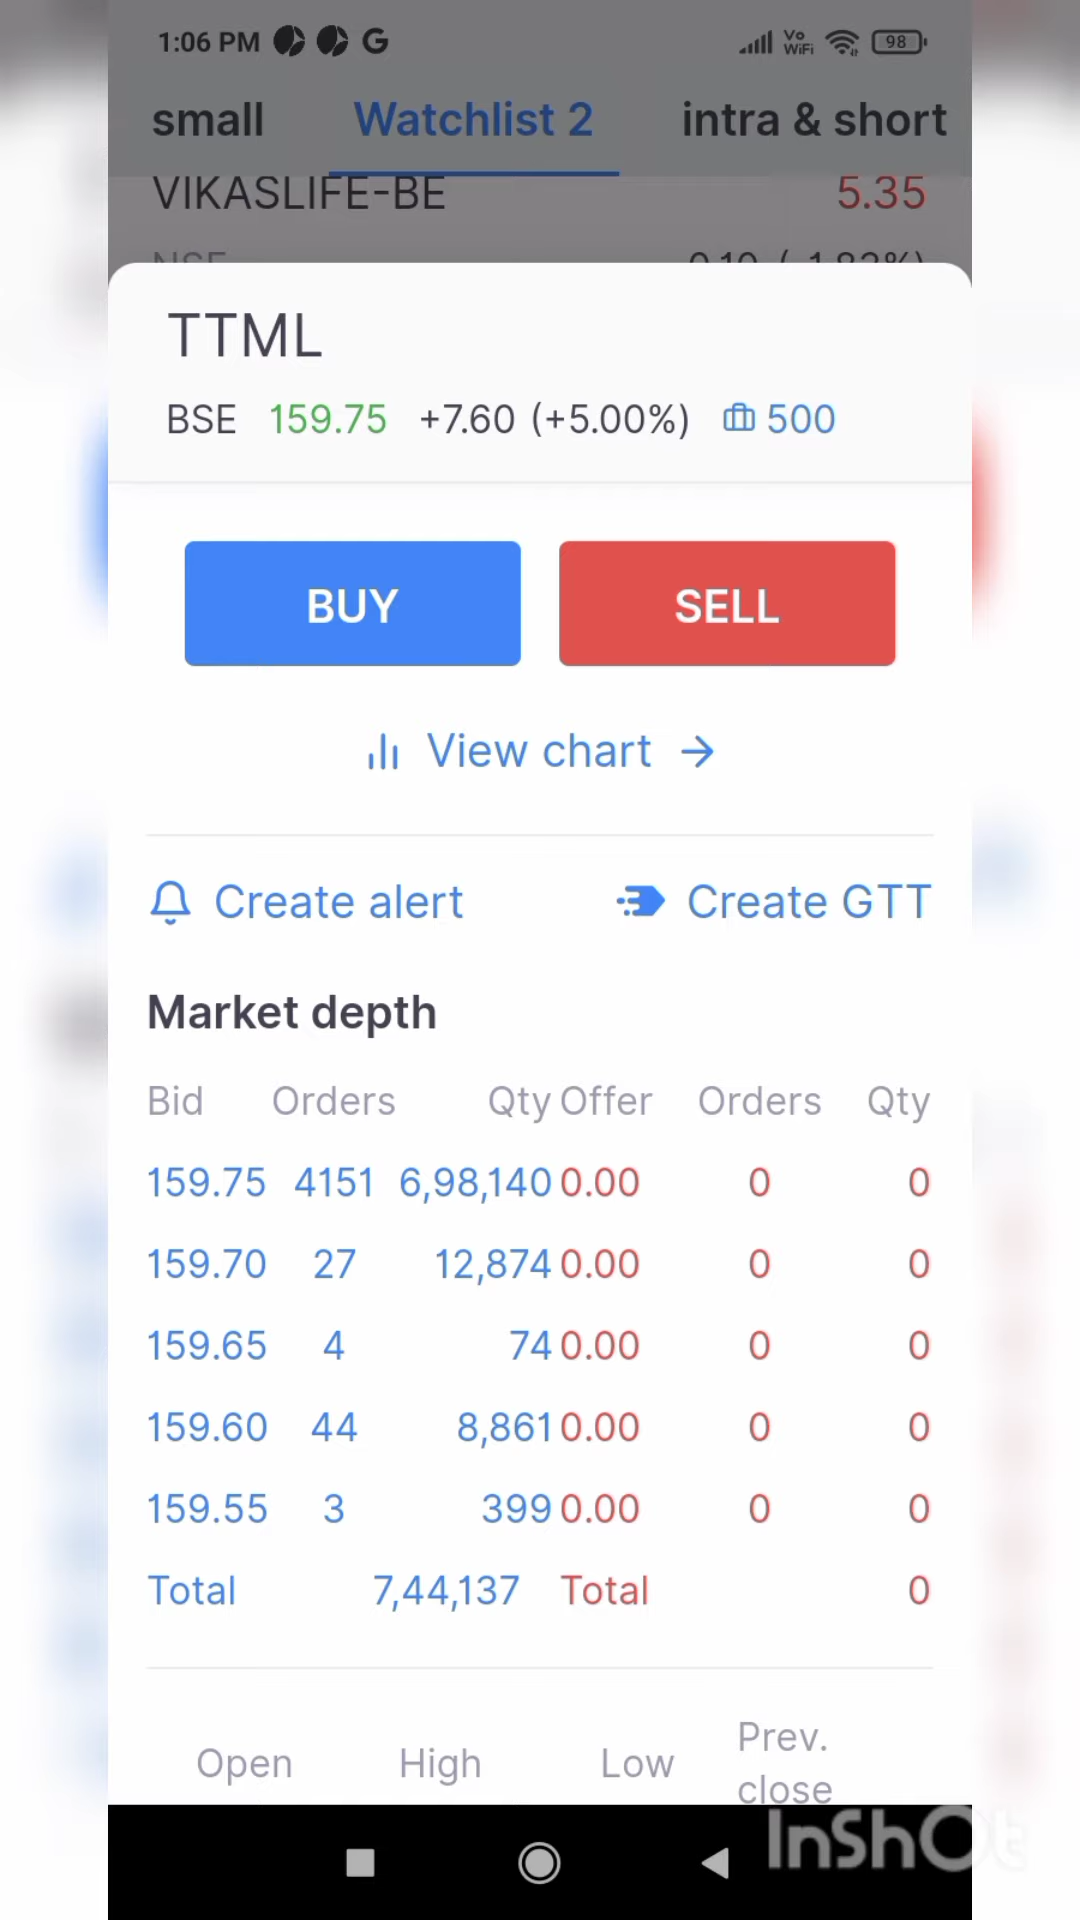 1:06 PM G Vo WiFi 98
small Watchlist 2 intra & short
VIKASLIFE-BE 5.35
TTML
BSE 159.75 +7.60 (+5.00%) 500
BUY SELL
View chart →
Create alert Create GTT
Market depth
Bid Orders Qty Offer Orders Qty
159.75 4151 6,98,140 0.00 0 0
159.70 27 12,874 0.00 0 0
159.65 4 74 0.00 0 0
159.60 44 8,861 0.00 0 0
159.55 3 399 0.00 0 0
Total 7,44,137 Total 0
Open High Low Prev. close
InShOt